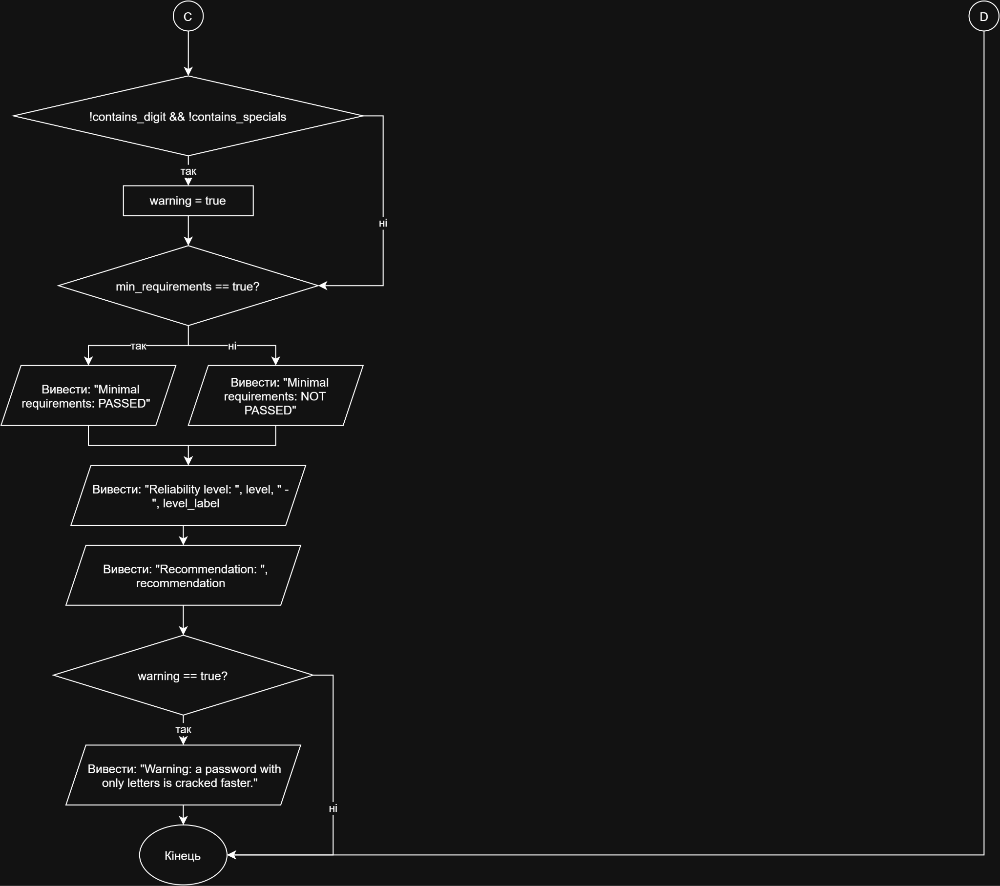 C
D
!contains_digit && !contains_specials
так
warning = true
ні
min_requirements == true?
так
ні
Вивести: "Minimal
requirements: PASSED"
Вивести: "Minimal
requirements: NOT
PASSED"
Вивести: "Reliability level: ", level, " -
", level_label
Вивести: "Recommendation: ",
recommendation
warning == true?
так
Вивести: "Warning: a password with
only letters is cracked faster."
ні
Кінець